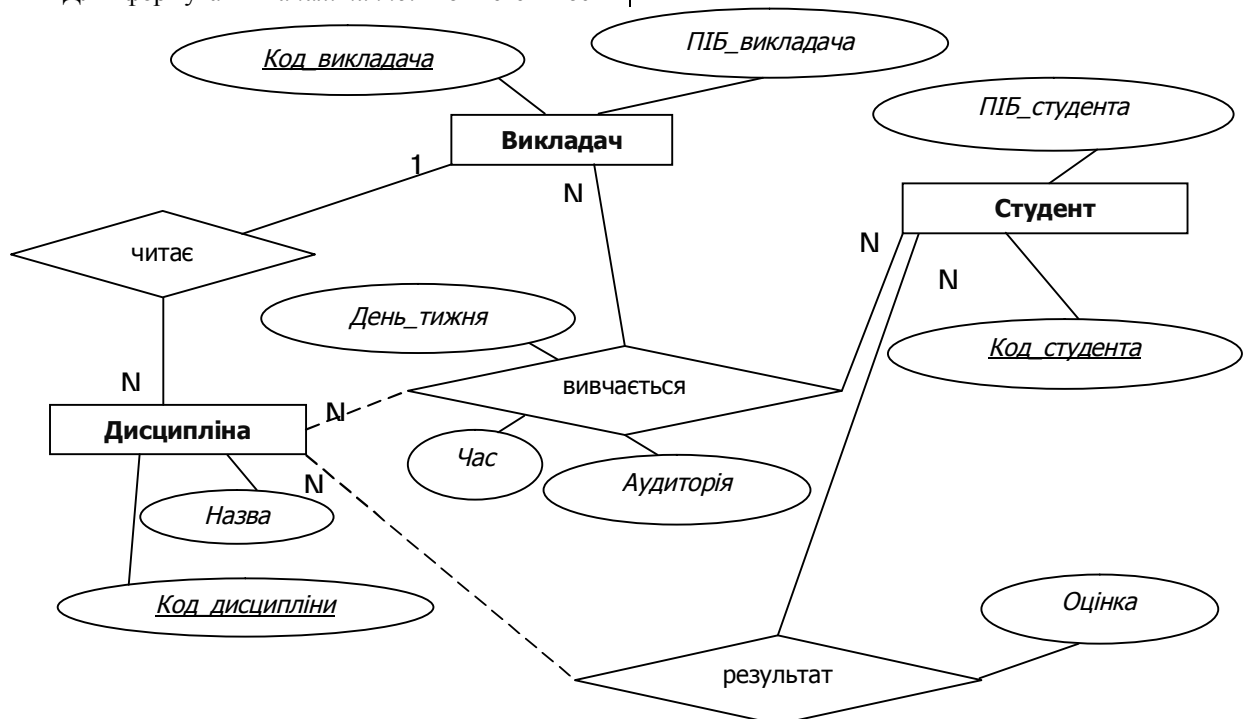 Код_викладача
ПІБ_викладача
ПІБ_студента
Викладач
1
N
Студент
N
читає
N
День_тижня
Код_студента
вивчається
N
N
Дисципліна
Час
Аудиторія
N
Назва
Код_дисципліни
Оцінка
результат